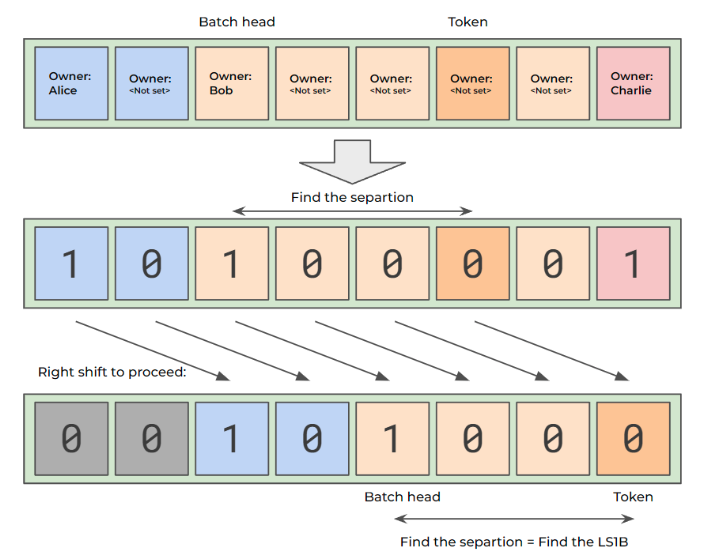 Batch head Token
Owner: Alice Owner: <Not set> Owner: Bob Owner: <Not set> Owner: <Not set> Owner: <Not set> Owner: <Not set> Owner: Charlie
Find the separtion
1 0 1 0 0 0 0 1
Right shift to proceed:
0 0 1 0 1 0 0 0
Batch head Token
Find the separtion = Find the LS1B